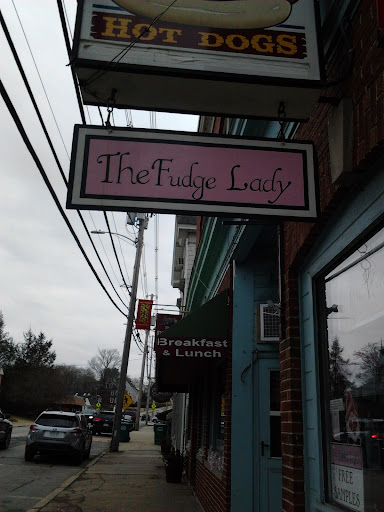 HOT DOGS
The Fudge Lady
Breakfast
& Lunch
FREE
SAMPLES